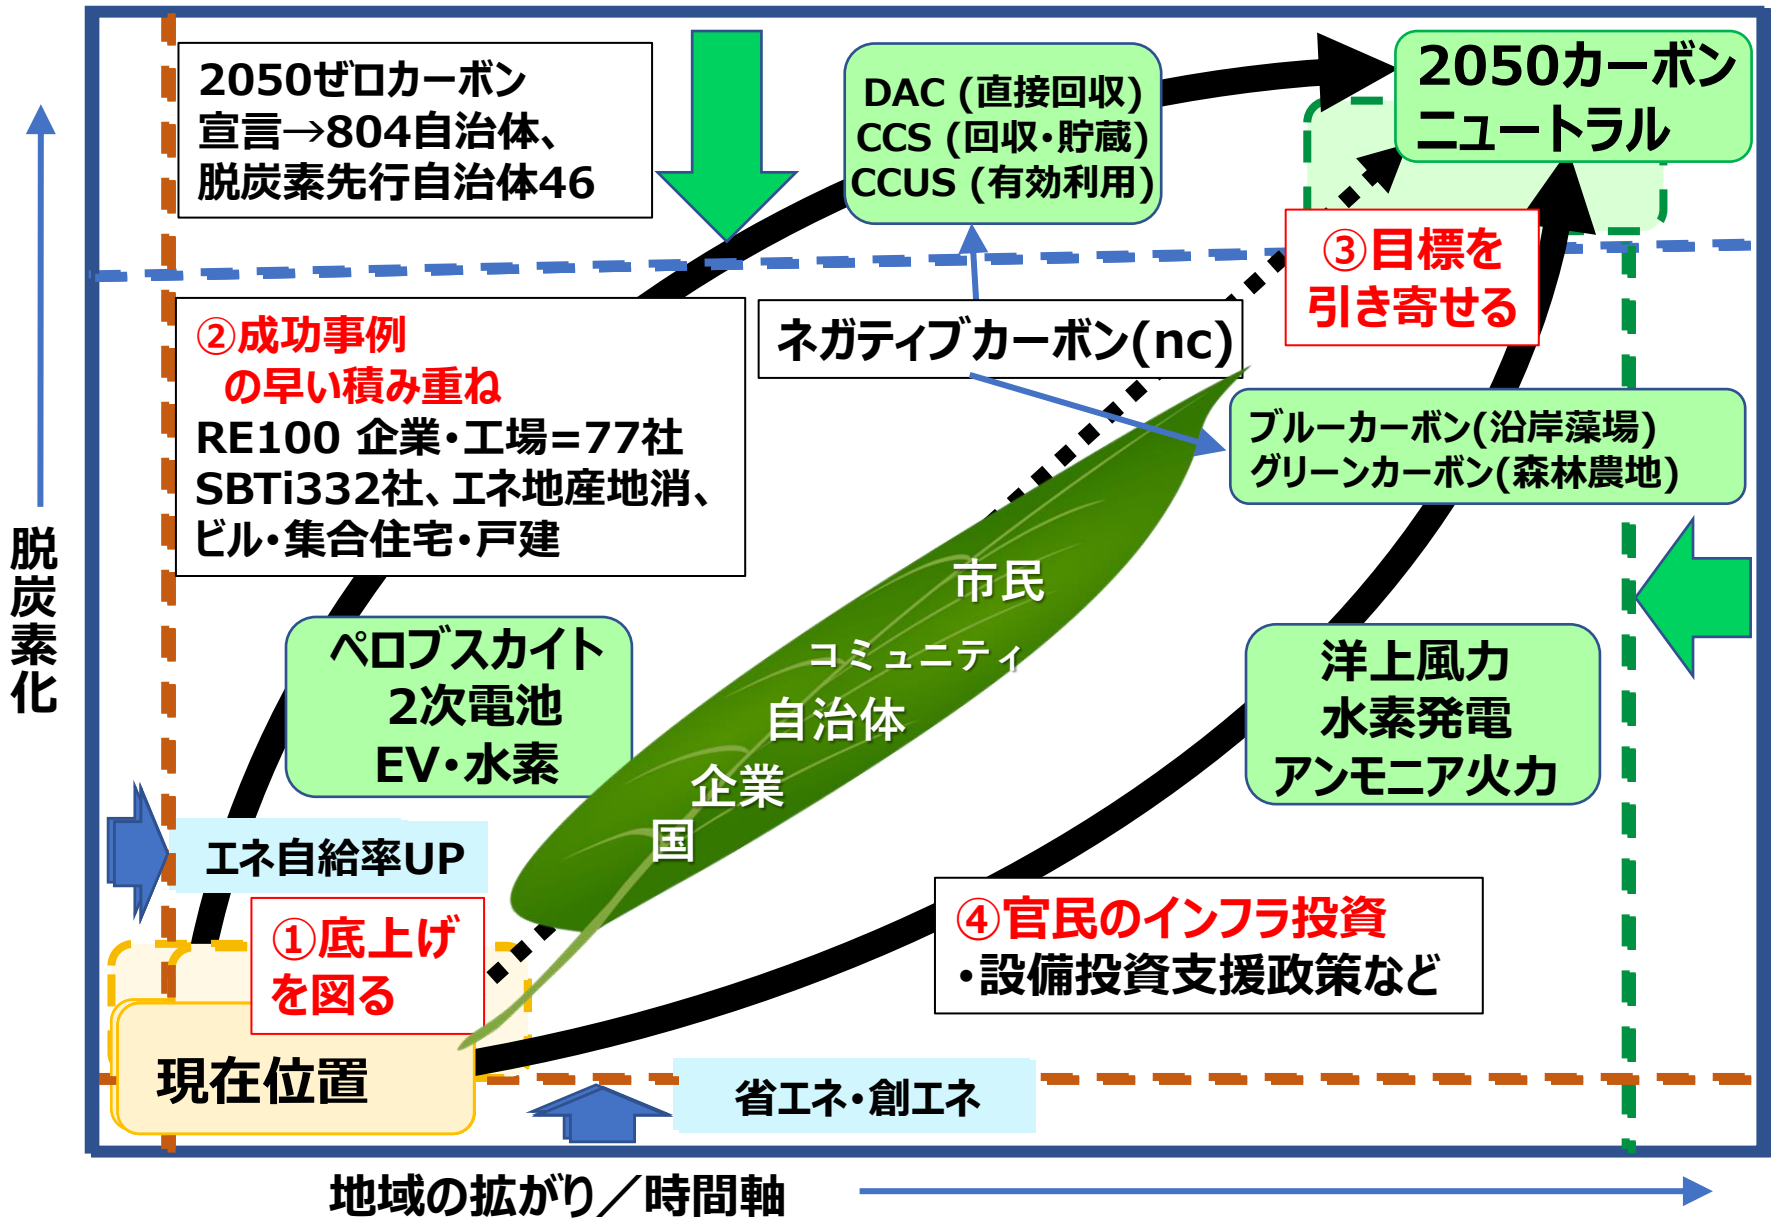 2050ぜロカーボン
宣言→804自治体、
脱炭素先行自治体46
DAC (直接回収)
CCS (回収・貯蔵)
CCUS (有効利用)
2050カーボン
ニュートラル
③目標を
引き寄せる
②成功事例
の早い積み重ね
RE100 企業・工場=77社
SBTi332社、エネ地産地消、
ビル・集合住宅・戸建
ネガティブカーボン(nc)
ブルーカーボン(沿岸藻場)
グリーンカーボン(森林農地)
脱炭素化
市民
コミュニティ
自治体
企業
国
ペロブスカイト
2次電池
EV・水素
洋上風力
水素発電
アンモニア火力
エネ自給率UP
①底上げ
を図る
④官民のインフラ投資
・設備投資支援政策など
現在位置
省エネ・創エネ
地域の拡がり／時間軸